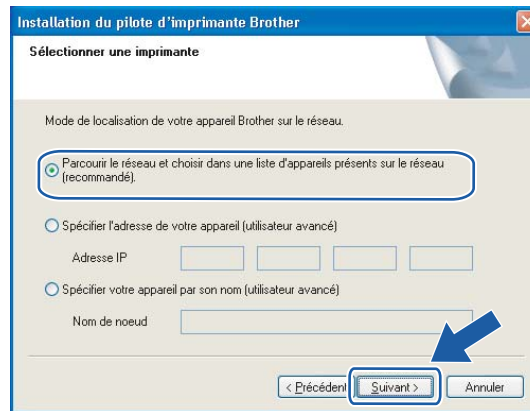 Installation du pilote d'imprimante Brother
Sélectionner une imprimante
Mode de localisation de votre appareil Brother sur le réseau.
Parcourir le réseau et choisir dans une liste d'appareils présents sur le réseau
(recommandé).
Spécifier l'adresse de votre appareil (utilisateur avancé)
Adresse IP
Spécifier votre appareil par son nom (utilisateur avancé)
Nom de noeud
< Précédent Suivant > Annuler